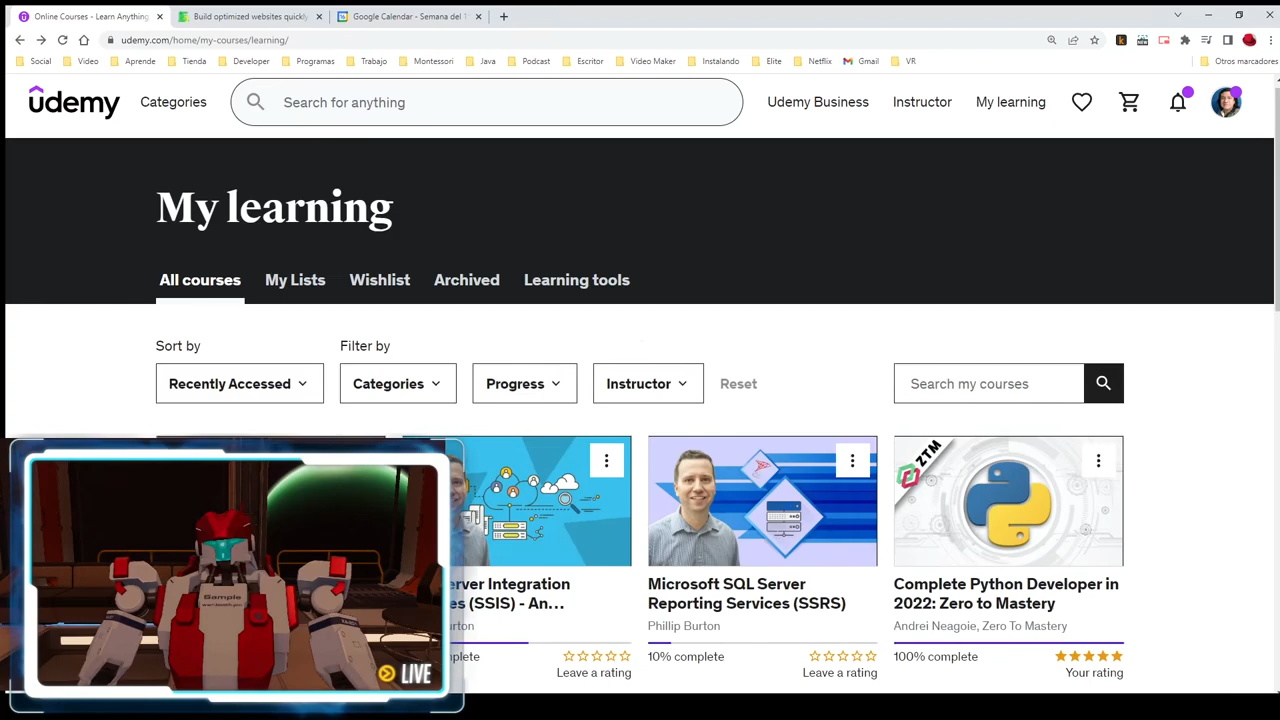 Online Courses - Learn Anything
Build optimized websites quickly
Google Calendar - Semana del 1
udemy.com/home/my-courses/learning/
Social Video Aprende Tienda Developer Programas Trabajo Montessori Java Podcast Escritor Video Maker Instalando Elite Netflix Gmail VR Otros marcadores
udemy Categories Search for anything Udemy Business Instructor My learning
My learning
All courses My Lists Wishlist Archived Learning tools
Sort by Filter by
Recently Accessed Categories Progress Instructor Reset Search my courses
ZTM
erver Integration
es (SSIS) - An...
urton
mplete
Leave a rating
Microsoft SQL Server
Reporting Services (SSRS)
Phillip Burton
10% complete
Leave a rating
Complete Python Developer in
2022: Zero to Mastery
Andrei Neagoie, Zero To Mastery
100% complete
Your rating
Sample
LIVE